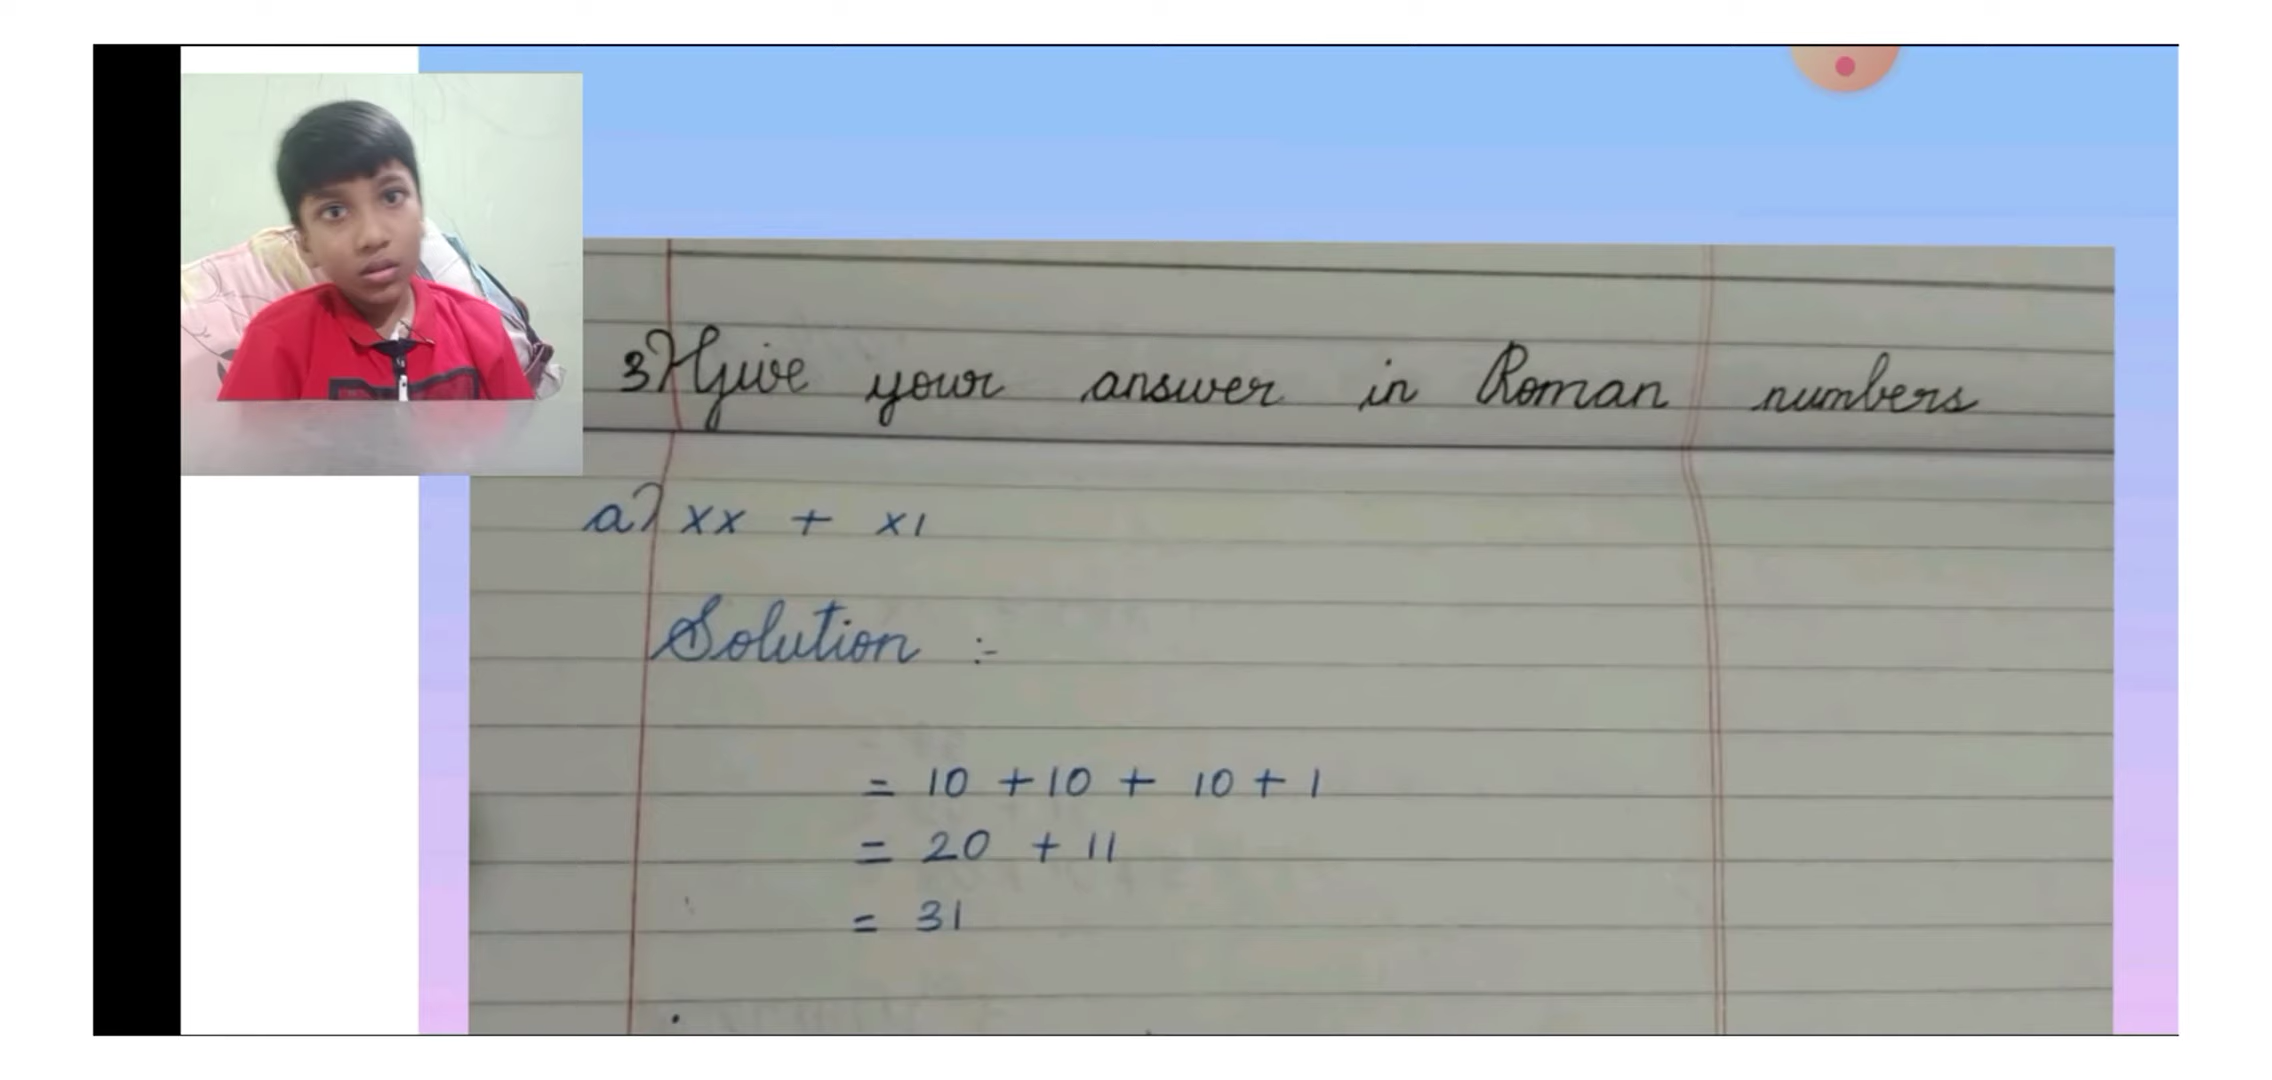 3) Give your answer in Roman numbers
a) XX + XI
Solution :-
= 10 + 10 + 10 + 1
= 20 + 11
= 31